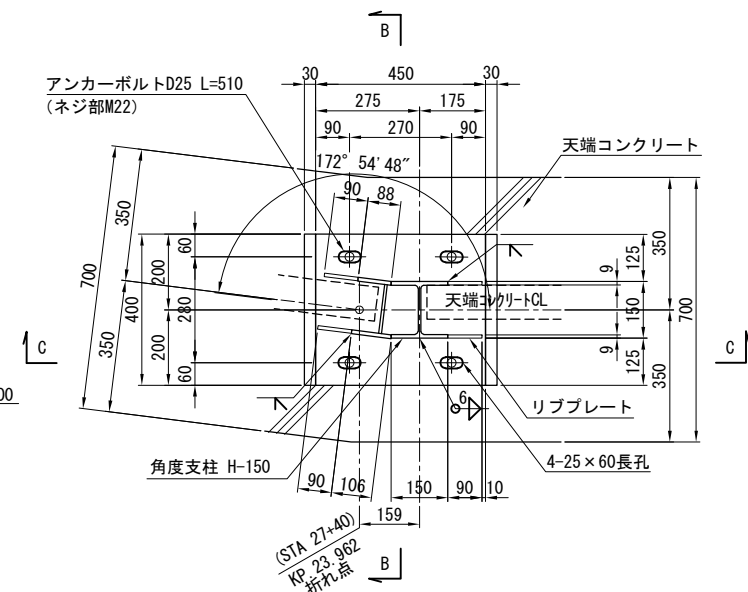 B
30
450
30
アンカーボルトD25 L=510
(ネジ部M22)
275
175
90
270
90
天端コンクリート
172° 54′ 48″
90
88
350
700
350
60
200
400
280
200
60
9
125
150
9
125
350
700
350
天端コンクリートCL
C
C
00
6
リブプレート
角度支柱 H-150
4-25×60長孔
90
106
150
90
10
159
(STA 27+40)
KP. 23.962
折れ点
B